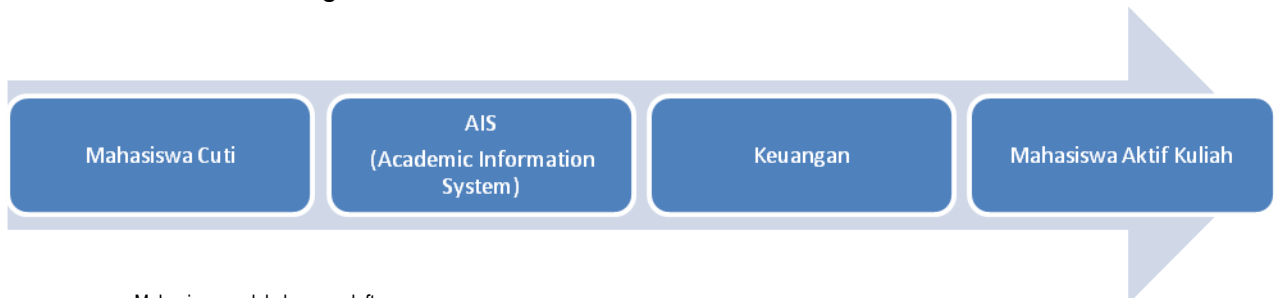 Mahasiswa Cuti
AIS
(Academic Information
System)
Keuangan
Mahasiswa Aktif Kuliah